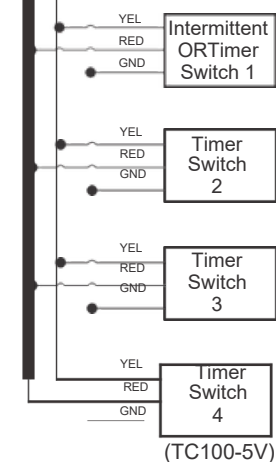 YEL
RED
GND
Intermittent
ORTimer
Switch 1
YEL
RED
GND
Timer
Switch
2
YEL
RED
GND
Timer
Switch
3
YEL
RED
GND
Timer
Switch
4
(TC100-5V)